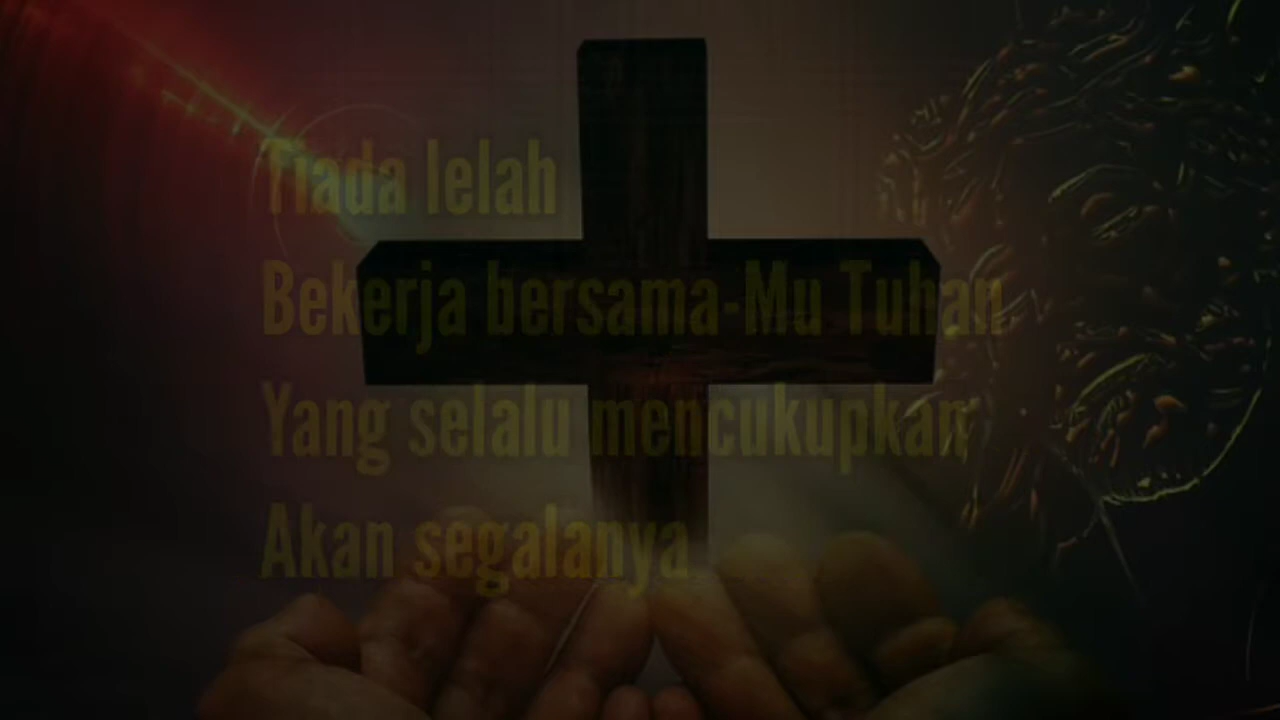 Tiada lelah
Bekerja bersama-Mu Tuhan
Yang selalu mencukupkan
Akan segalanya